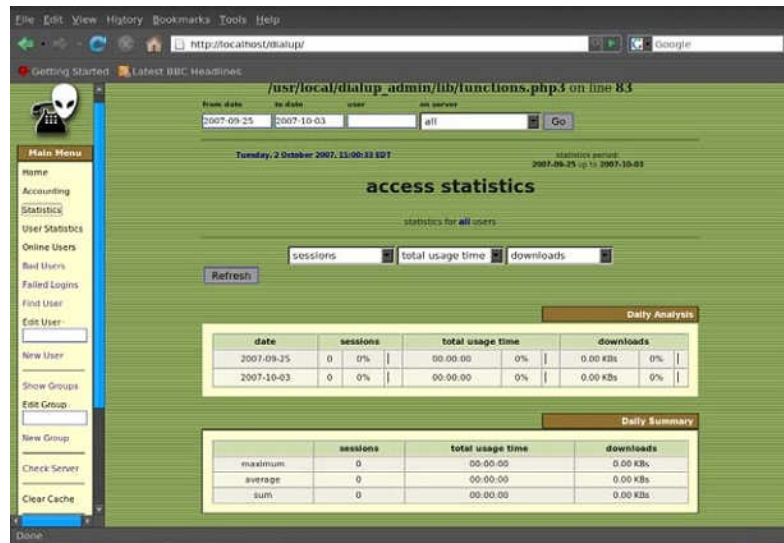 File Edit View History Bookmarks Tools Help
http://localhost/dialup/
Google
Getting Started Latest BBC Headlines
/usr/local/dialup_admin/lib/functions.php3 on line 83
from date to date user on server
2007-09-25 2007-10-03 all Go
Tuesday, 2 October 2007, 11:00:33 EDT
statistics period:
2007-09-25 up to 2007-10-03
access statistics
statistics for all users
sessions total usage time downloads
Refresh
Daily Analysis
date sessions total usage time downloads
2007-09-25 0 0% 00:00:00 0% 0.00 KBs 0%
2007-10-03 0 0% 00:00:00 0% 0.00 KBs 0%
Daily Summary
sessions total usage time downloads
maximum 0 00:00:00 0.00 KBs
average 0 00:00:00 0.00 KBs
sum 0 00:00:00 0.00 KBs
Main Menu
Home
Accounting
Statistics
User Statistics
Online Users
Bad Users
Failed Logins
Find User
Edit User
New User
Show Groups
Edit Group
New Group
Check Server
Clear Cache
Done